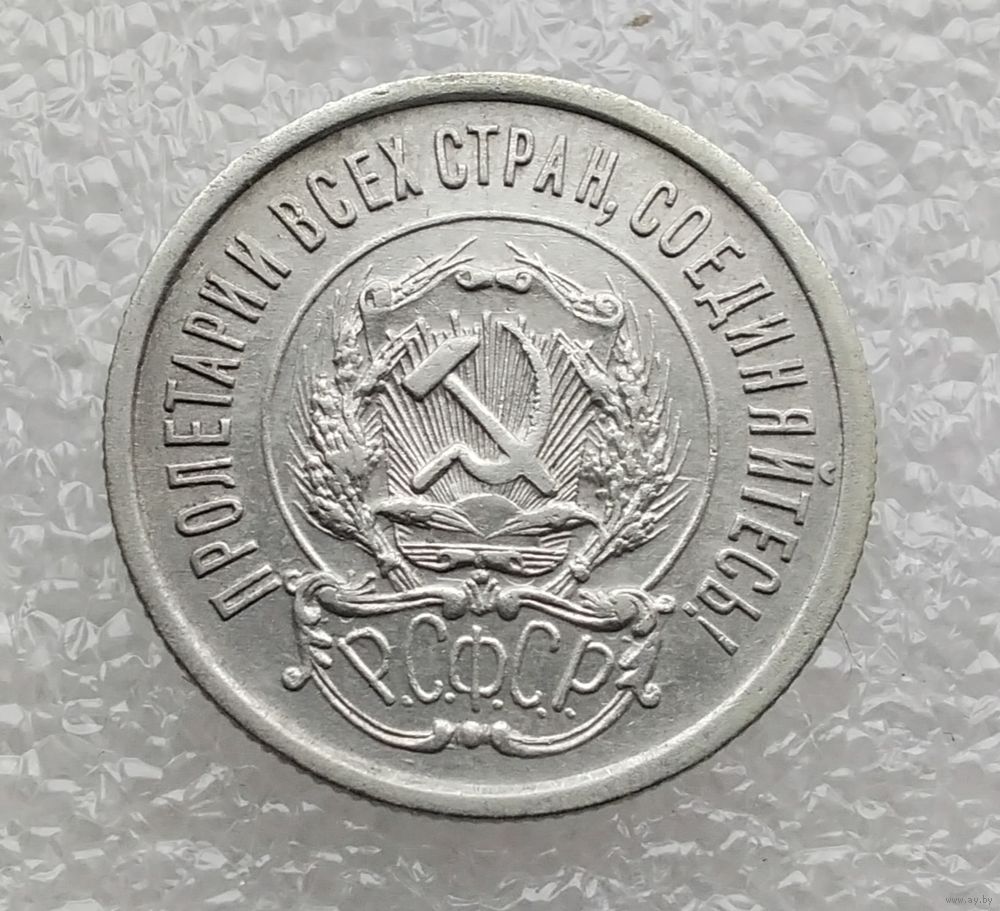 ПРОЛЕТАРИИ ВСЕХ СТРАН, СОЕДИНЯЙТЕСЬ!
Р.С.Ф.С.Р.
www.ay.by